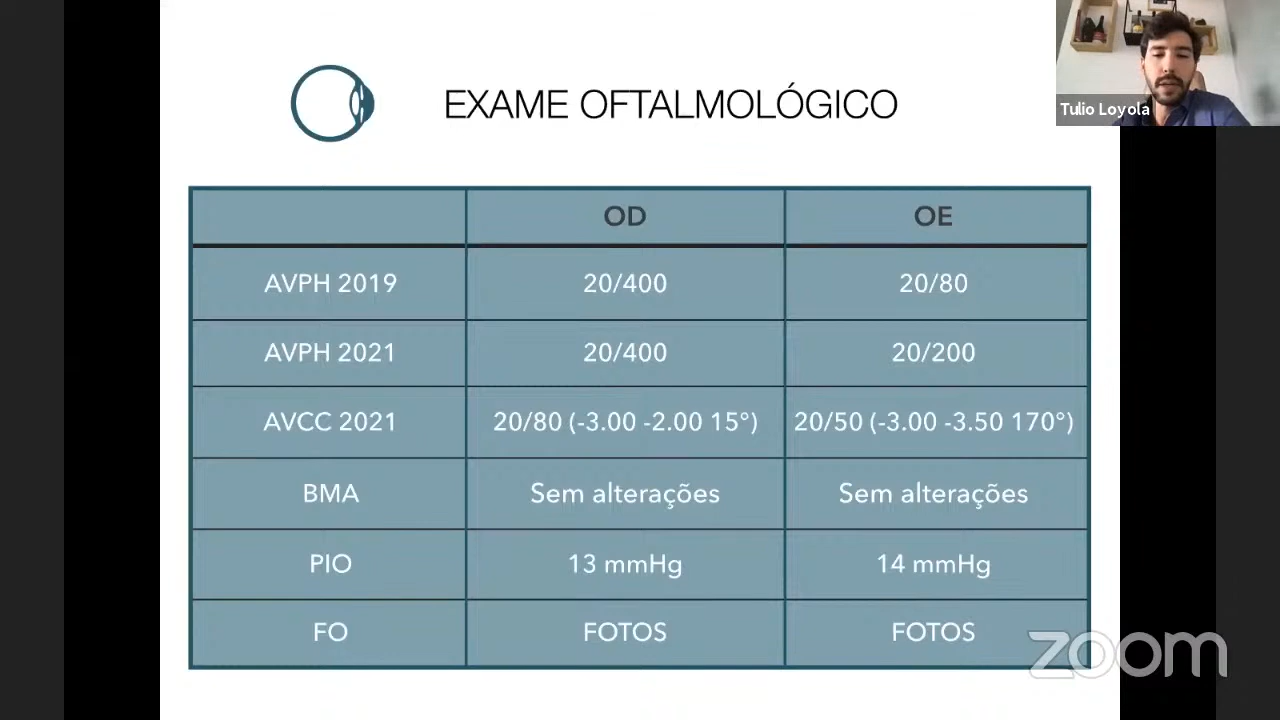 EXAME OFTALMOLÓGICO
Tulio Loyola
OD OE
AVPH 2019 20/400 20/80
AVPH 2021 20/400 20/200
AVCC 2021 20/80 (-3.00 -2.00 15°) 20/50 (-3.00 -3.50 170°)
BMA Sem alterações Sem alterações
PIO 13 mmHg 14 mmHg
FO FOTOS FOTOS
zoom